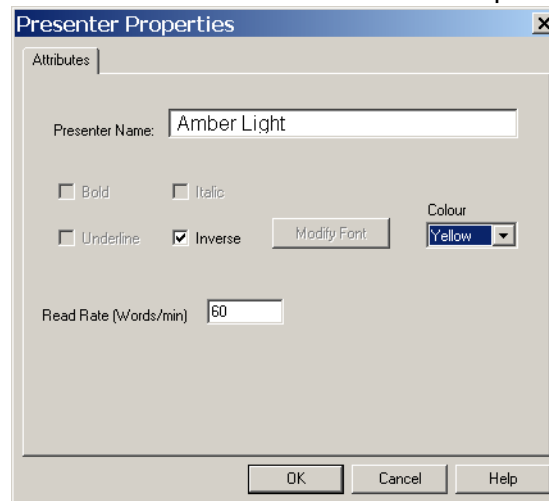 Presenter Properties
Attributes
Presenter Name: Amber Light
Bold Italic
Colour
Underline Inverse Modify Font Yellow
Read Rate (Words/min) 60
OK Cancel Help